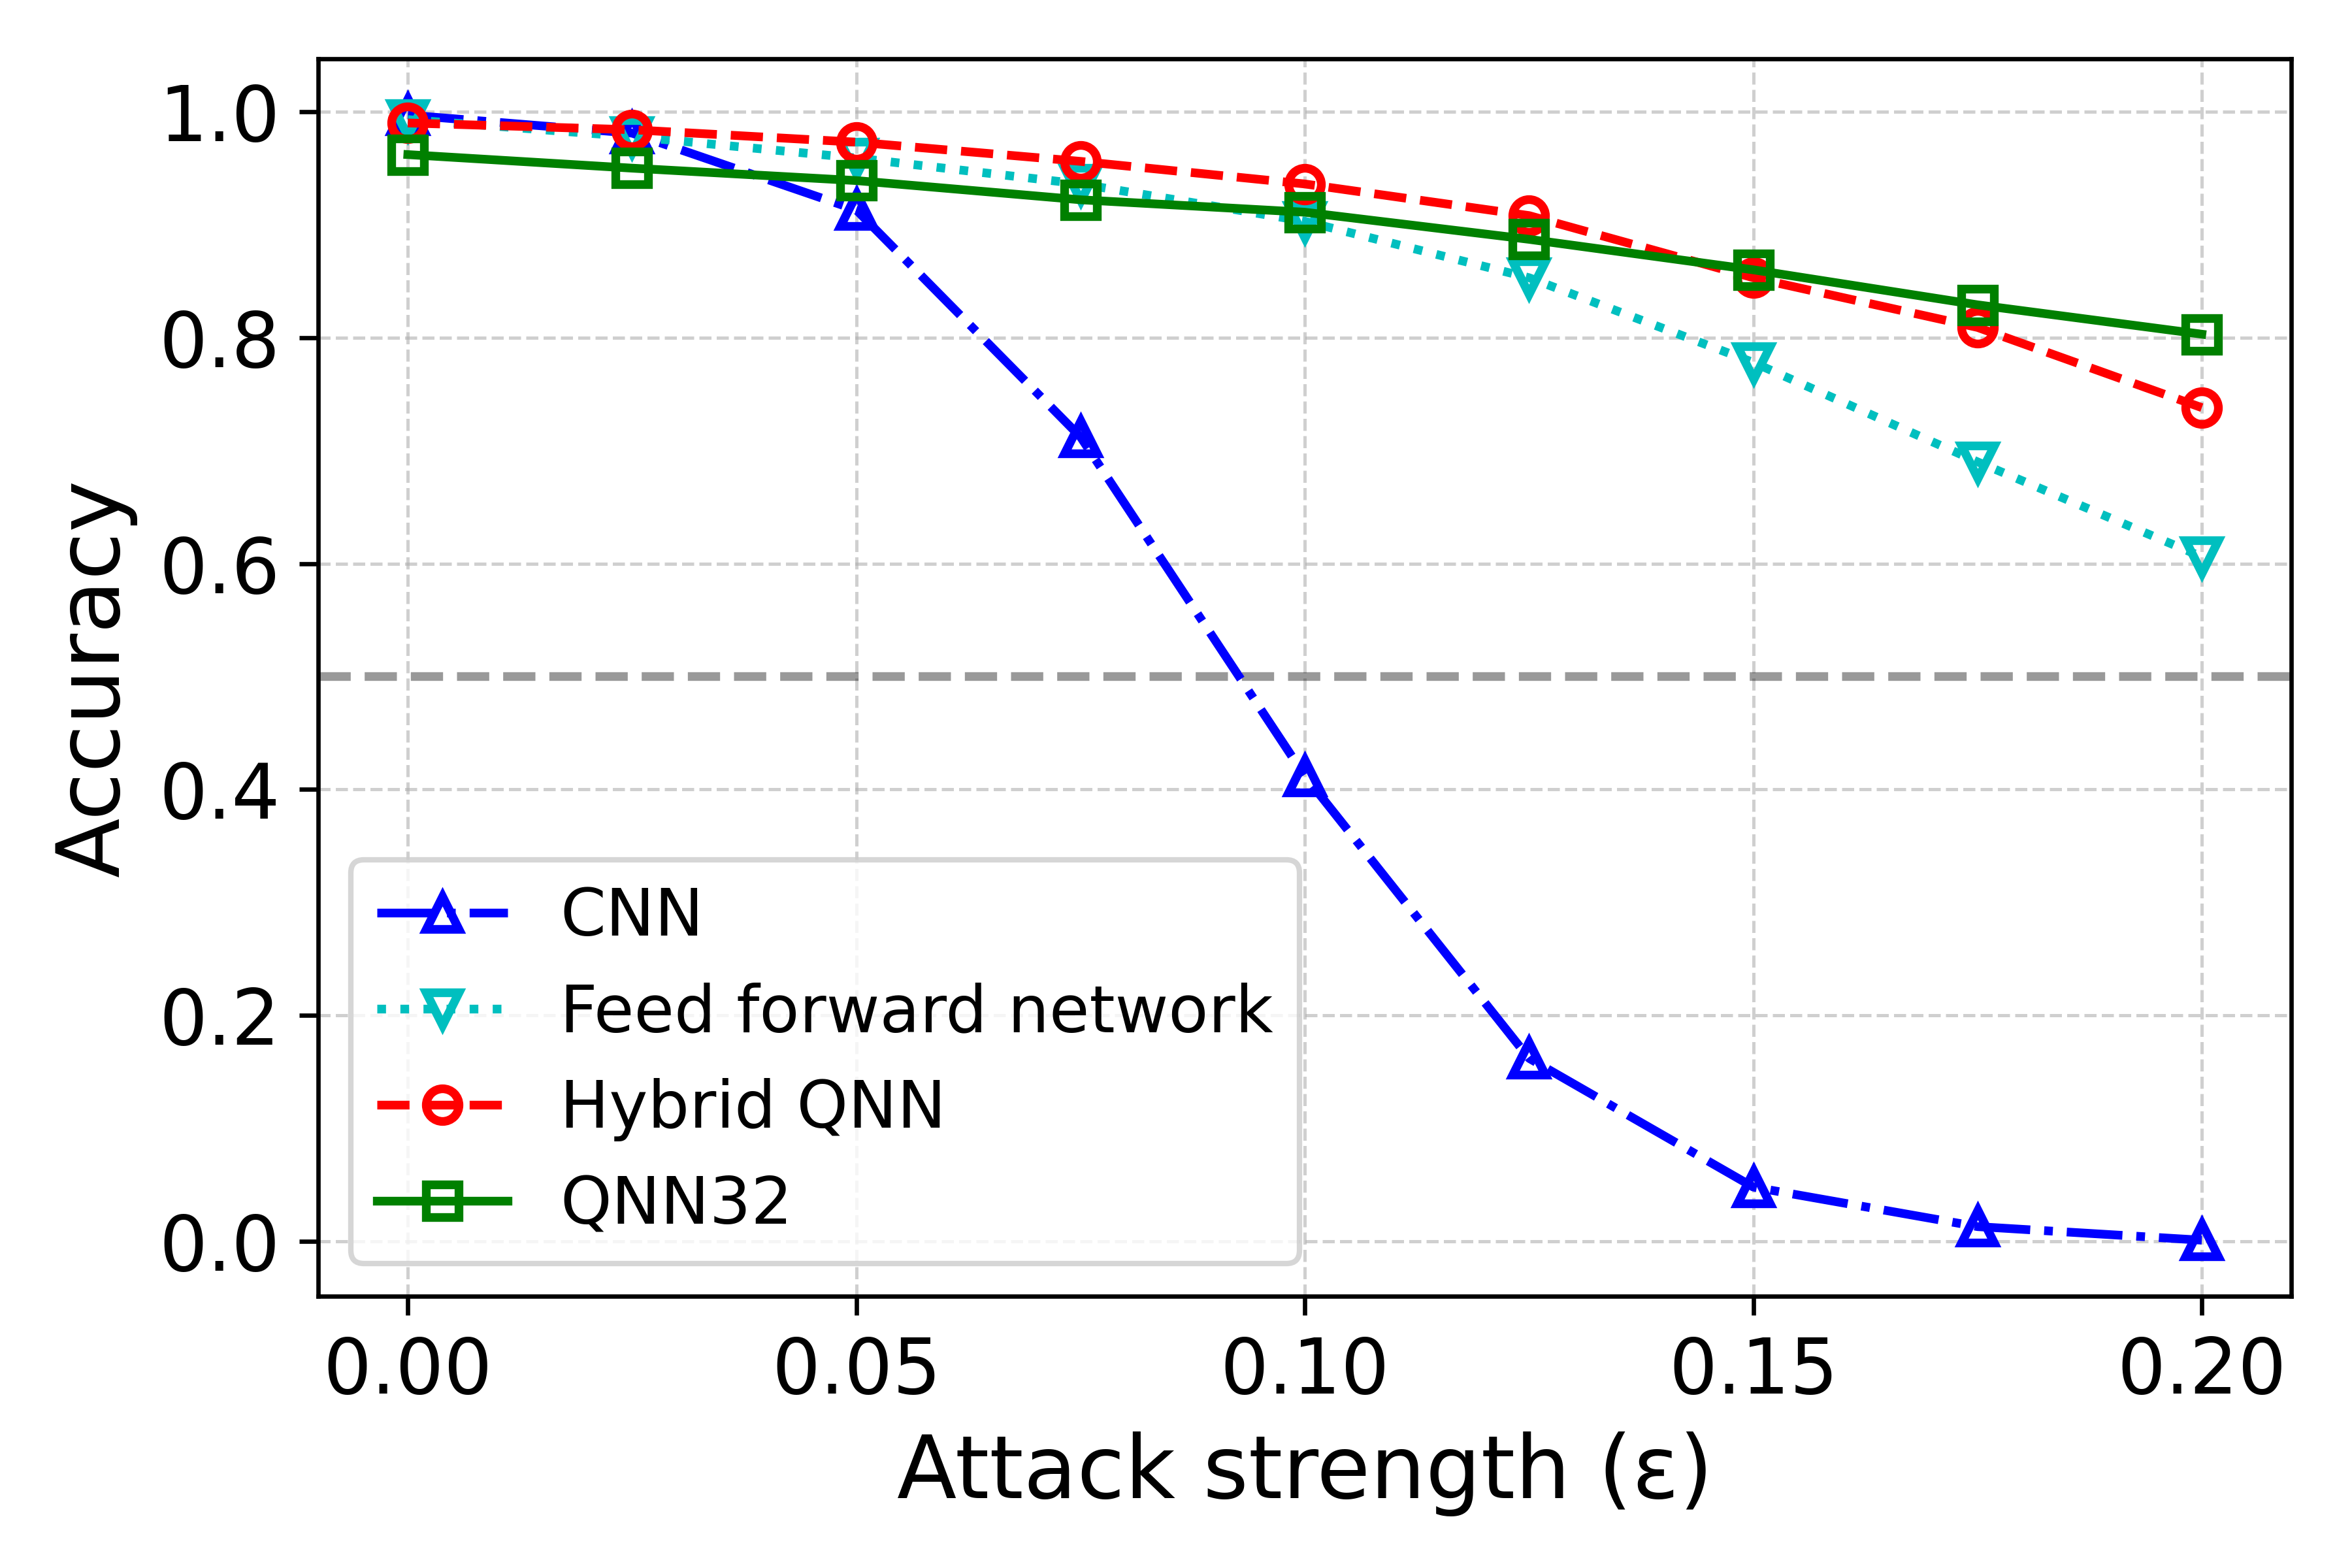 1.0
0.8
0.6
0.4
0.2
0.0
Accuracy
CNN
Feed forward network
Hybrid QNN
QNN32
0.00 0.05 0.10 0.15 0.20
Attack strength (ε)